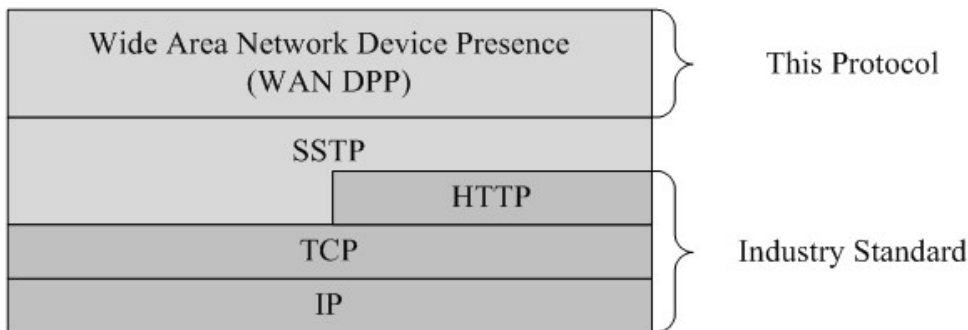 Wide Area Network Device Presence
(WAN DPP)
This Protocol
SSTP
HTTP
TCP
Industry Standard
IP